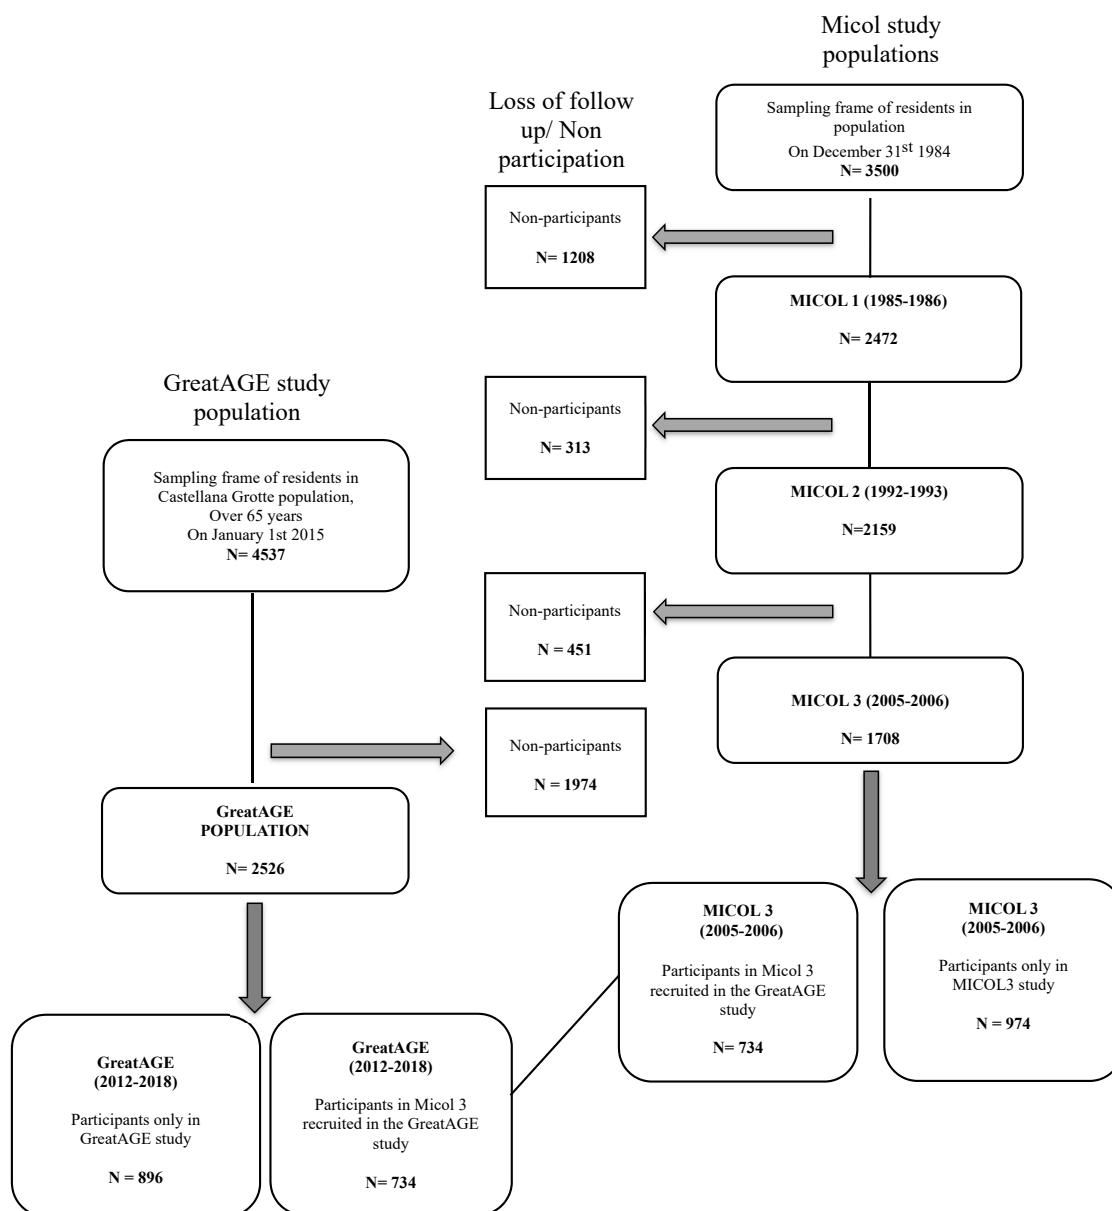 Micol study
populations
Sampling frame of residents in
population
On December 31st 1984
N= 3500
Loss of follow
up/ Non
participation
Non-participants
N= 1208
MICOL 1 (1985-1986)
N= 2472
Non-participants
N= 313
MICOL 2 (1992-1993)
N=2159
Non-participants
N = 451
MICOL 3 (2005-2006)
N= 1708
GreatAGE study
population
Sampling frame of residents in
Castellana Grotte population,
Over 65 years
On January 1st 2015
N= 4537
Non-participants
N = 1974
GreatAGE
POPULATION
N= 2526
MICOL 3
(2005-2006)
Participants in Micol 3
recruited in the GreatAGE
study
N= 734
MICOL 3
(2005-2006)
Participants only in
MICOL3 study
N = 974
GreatAGE
(2012-2018)
Participants only in
GreatAGE study
N = 896
GreatAGE
(2012-2018)
Participants in Micol 3
recruited in the GreatAGE
study
N= 734